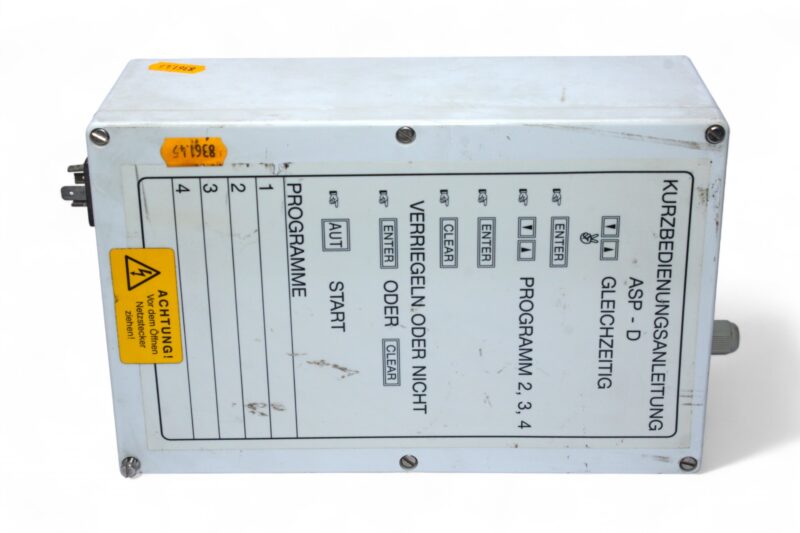 KURZBEDIENUNGSANLEITUNG
ASP - D
GLEICHZEITIG
ENTER
PROGRAMM 2, 3, 4
ENTER
CLEAR
VERRIEGELN ODER NICHT
ENTER ODER CLEAR
AUT START
PROGRAMME
1
2
3
4
ACHTUNG!
Vor dem Öffnen
Netzstecker
ziehen!
836145